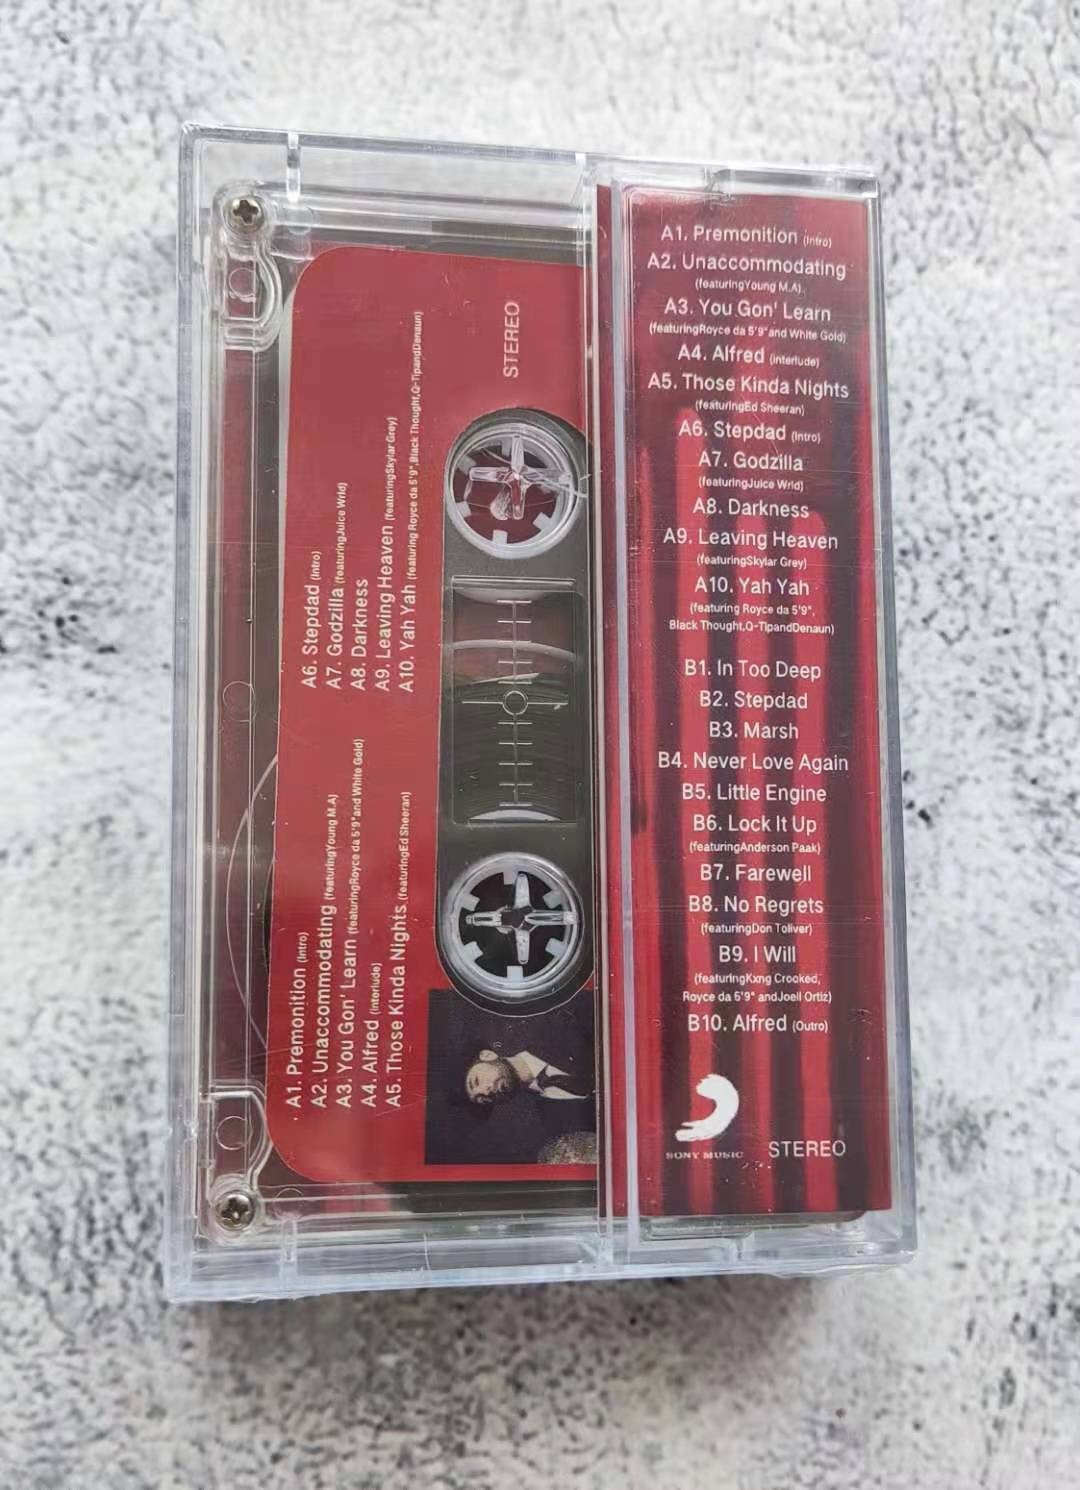 A1. Premonition (Intro)
A2. Unaccommodating (featuringYoung M.A)
A3. You Gon' Learn (featuringRoyce da 5'9"and White Gold)
A4. Alfred (interlude)
A5. Those Kinda Nights (featuringEd Sheeran)
A6. Stepdad (Intro)
A7. Godzilla (featuringJuice Wrld)
A8. Darkness
A9. Leaving Heaven (featuringSkylar Grey)
A10. Yah Yah (featuring Royce da 5'9",Black Thought,Q-TipandDenaun)
STEREO
A1. Premonition (Intro)
A2. Unaccommodating
(featuringYoung M.A)
A3. You Gon' Learn
(featuringRoyce da 5'9"and White Gold)
A4. Alfred (interlude)
A5. Those Kinda Nights
(featuringEd Sheeran)
A6. Stepdad (Intro)
A7. Godzilla
(featuringJuice Wrld)
A8. Darkness
A9. Leaving Heaven
(featuringSkylar Grey)
A10. Yah Yah
(featuring Royce da 5'9",
Black Thought,Q-TipandDenaun)
B1. In Too Deep
B2. Stepdad
B3. Marsh
B4. Never Love Again
B5. Little Engine
B6. Lock It Up
(featuringAnderson Paak)
B7. Farewell
B8. No Regrets
(featuringDon Toliver)
B9. I Will
(featuringKxng Crooked,
Royce da 5'9" andJoell Ortiz)
B10. Alfred (Outro)
SONY MUSIC
STEREO